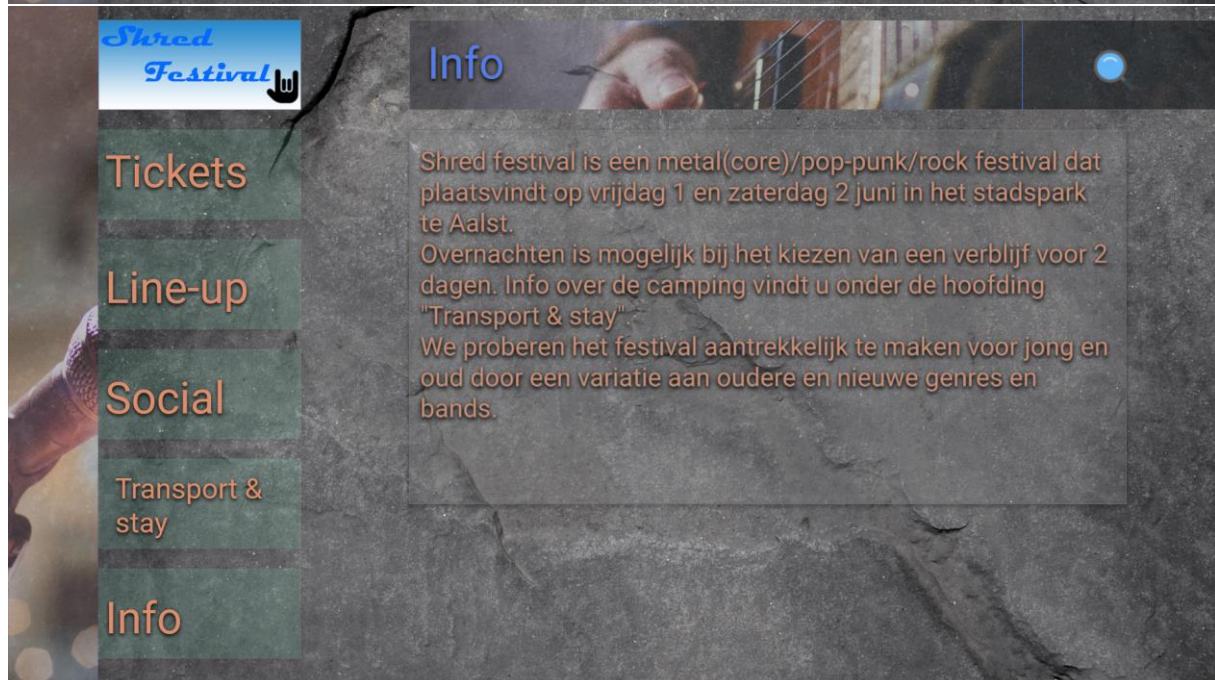 Shred
Festival
Info
Tickets
Line-up
Social
Transport &
stay
Info
Shred festival is een metal(core)/pop-punk/rock festival dat
plaatsvindt op vrijdag 1 en zaterdag 2 juni in het stadspark
te Aalst.
Overnachten is mogelijk bij het kiezen van een verblijf voor 2
dagen. Info over de camping vindt u onder de hoofding
"Transport & stay"
We proberen het festival aantrekkelijk te maken voor jong en
oud door een variatie aan oudere en nieuwe genres en
bands.